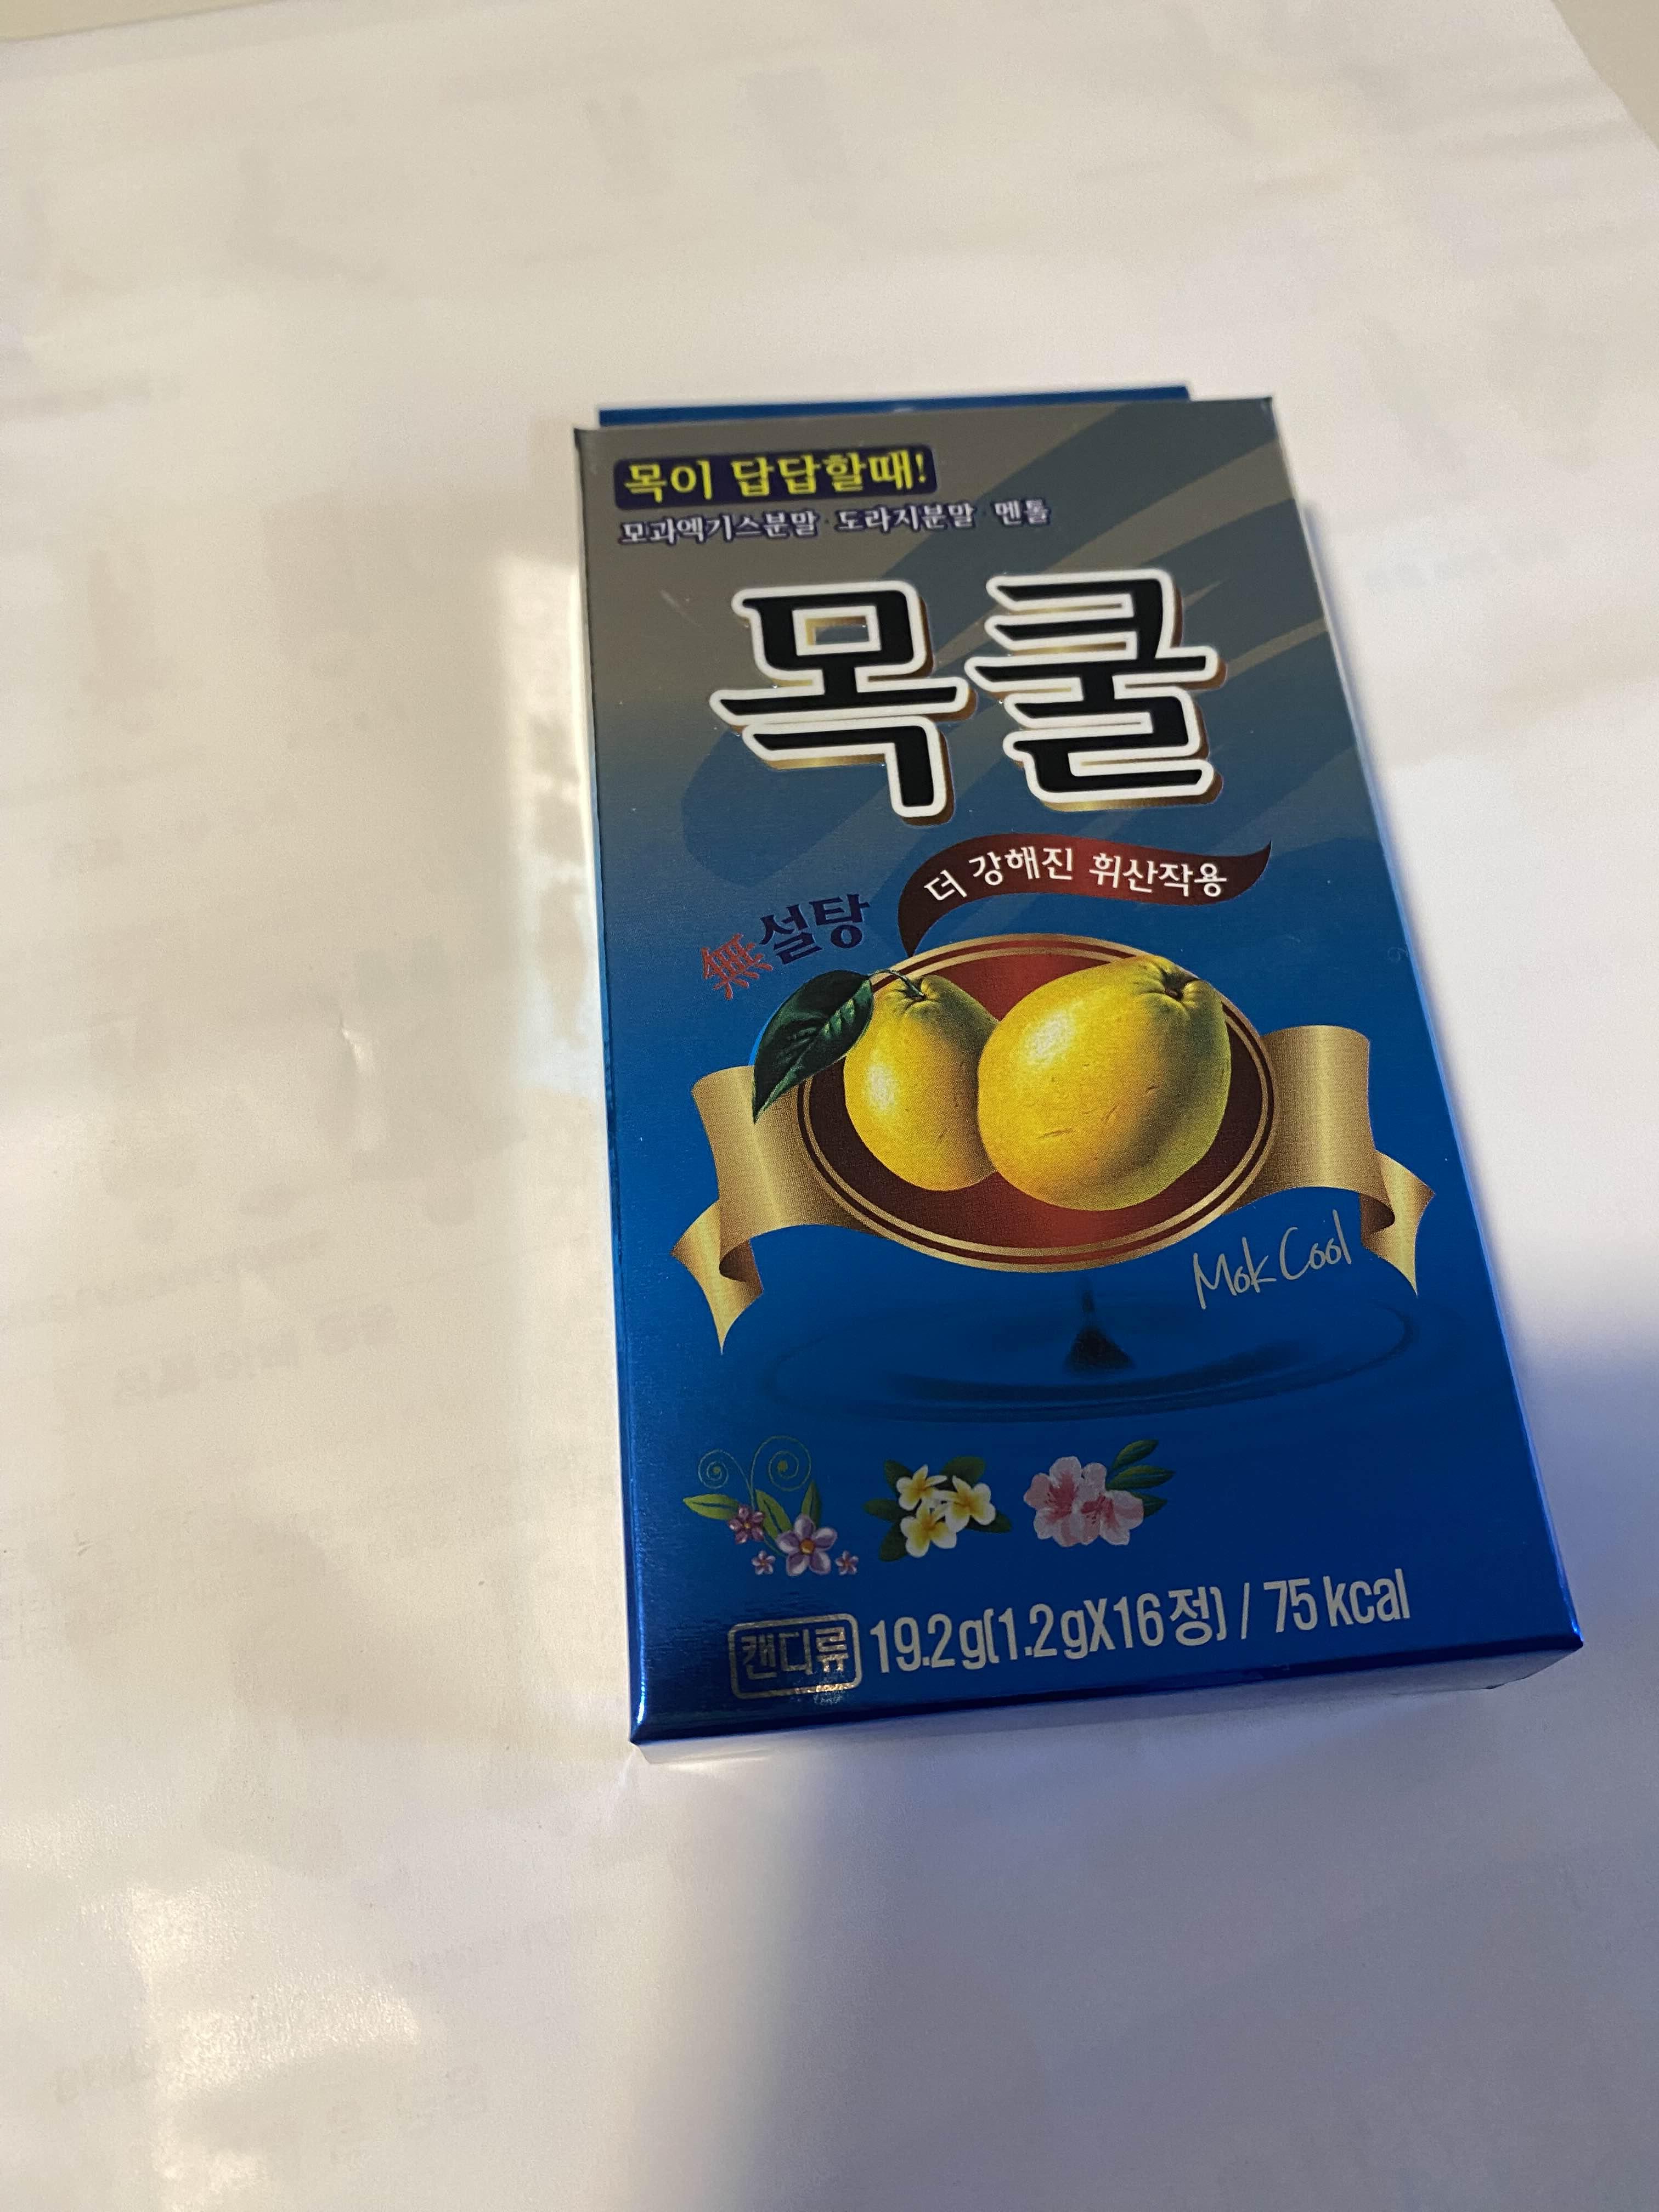 목이 답답할때!
모과엑기스분말·도라지분말·멘톨
목쿨
더 강해진 휘산작용
無설탕
Mok Cool
캔디류 19.2g(1.2gX16정) / 75 kcal